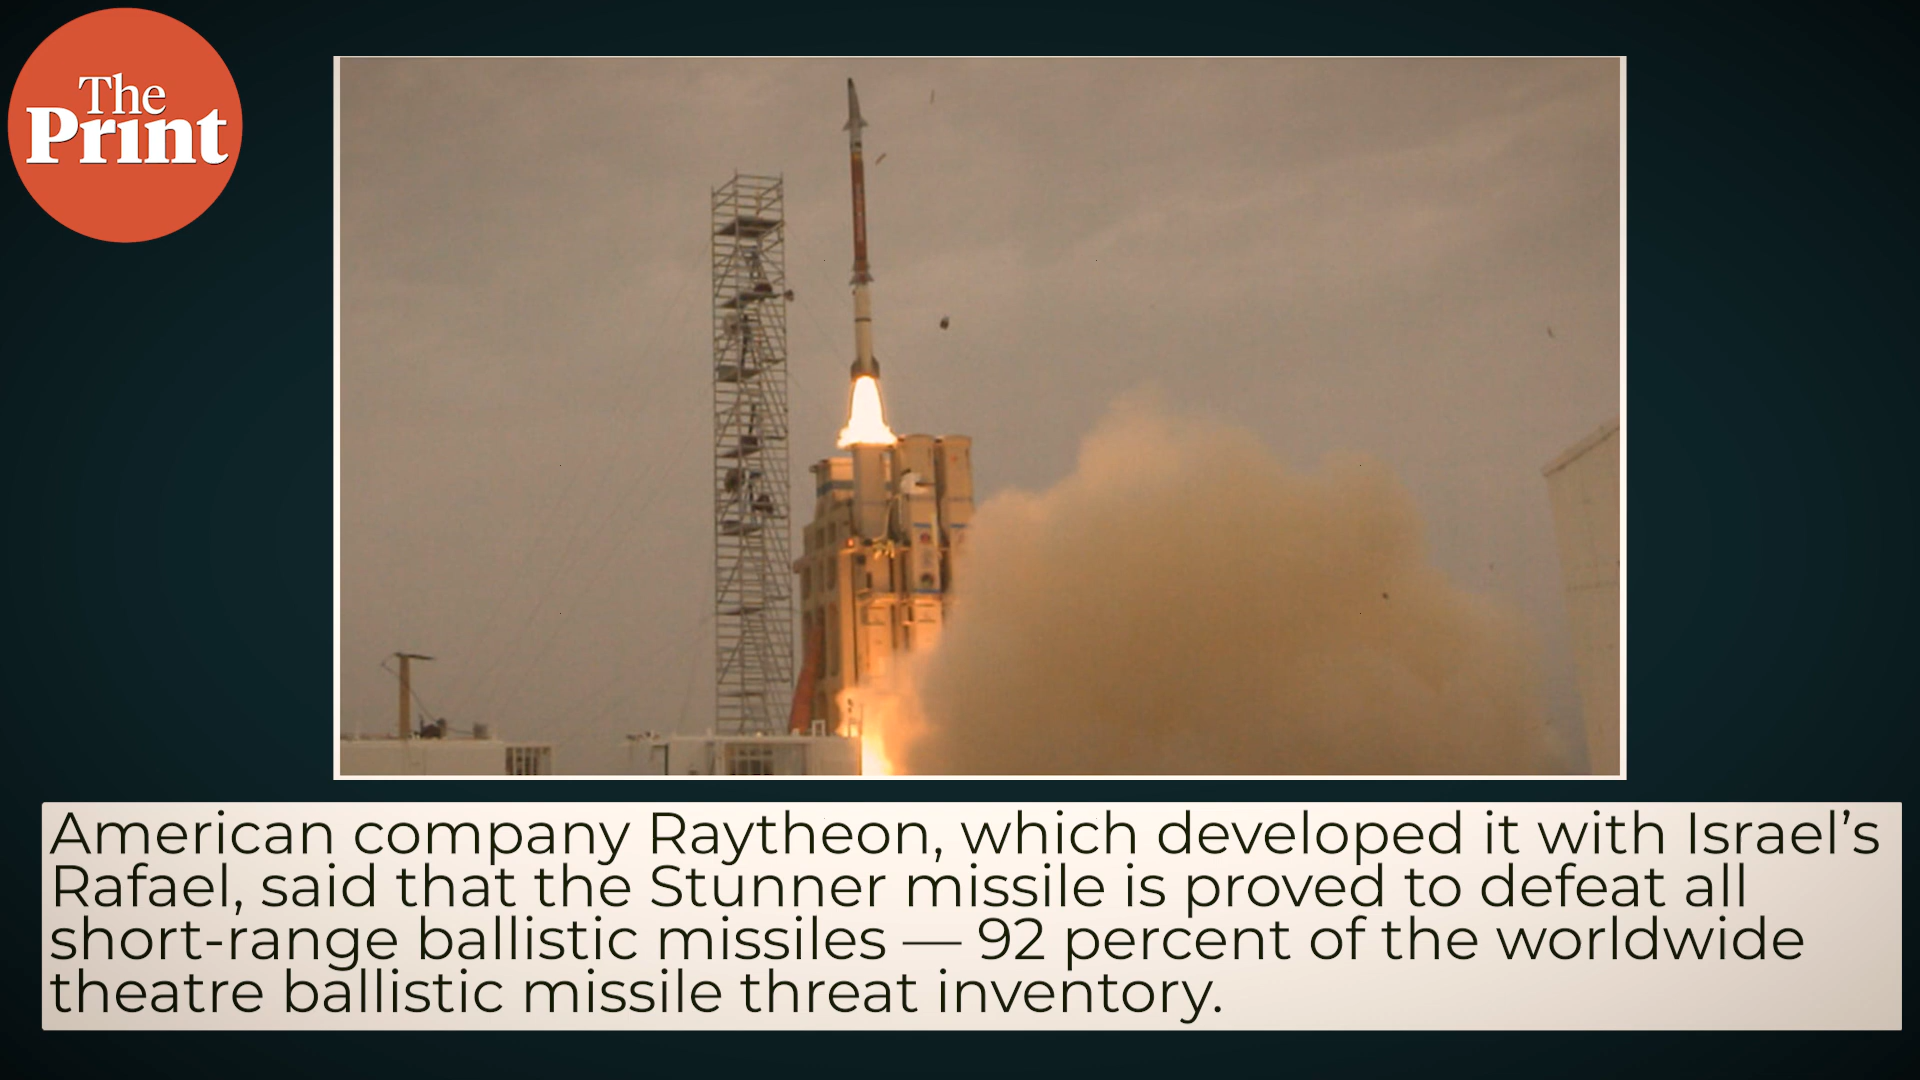 The
Print
American company Raytheon, which developed it with Israel’s
Rafael, said that the Stunner missile is proved to defeat all
short-range ballistic missiles — 92 percent of the worldwide
theatre ballistic missile threat inventory.